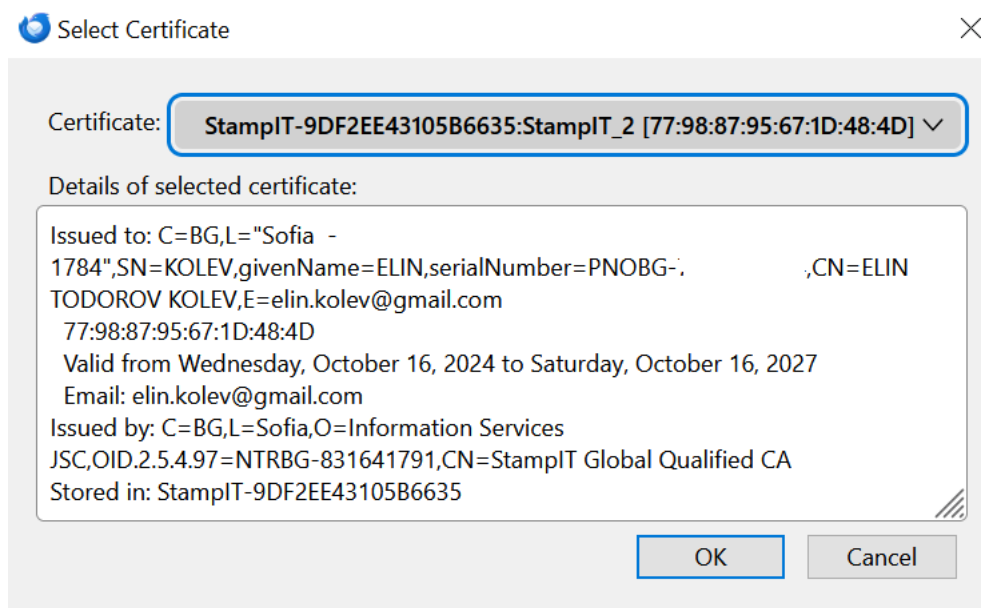 Select Certificate
Certificate:
StampIT-9DF2EE43105B6635:StampIT_2 [77:98:87:95:67:1D:48:4D]
Details of selected certificate:
Issued to: C=BG,L="Sofia  -
1784",SN=KOLEV,givenName=ELIN,serialNumber=PNOBG- ,CN=ELIN
TODOROV KOLEV,E=elin.kolev@gmail.com
77:98:87:95:67:1D:48:4D
Valid from Wednesday, October 16, 2024 to Saturday, October 16, 2027
Email: elin.kolev@gmail.com
Issued by: C=BG,L=Sofia,O=Information Services
JSC,OID.2.5.4.97=NTRBG-831641791,CN=StampIT Global Qualified CA
Stored in: StampIT-9DF2EE43105B6635
OK
Cancel